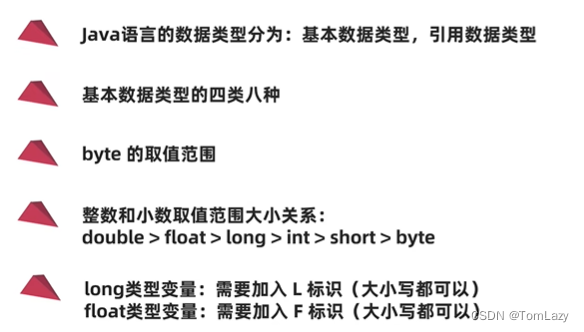 Java语言的数据类型分为：基本数据类型，引用数据类型
基本数据类型的四类八种
byte 的取值范围
整数和小数取值范围大小关系：
double > float > long > int > short > byte
long类型变量：需要加入 L 标识（大小写都可以）
float类型变量：需要加入 F 标识（大小写都可以）
CSDN @TomLazy